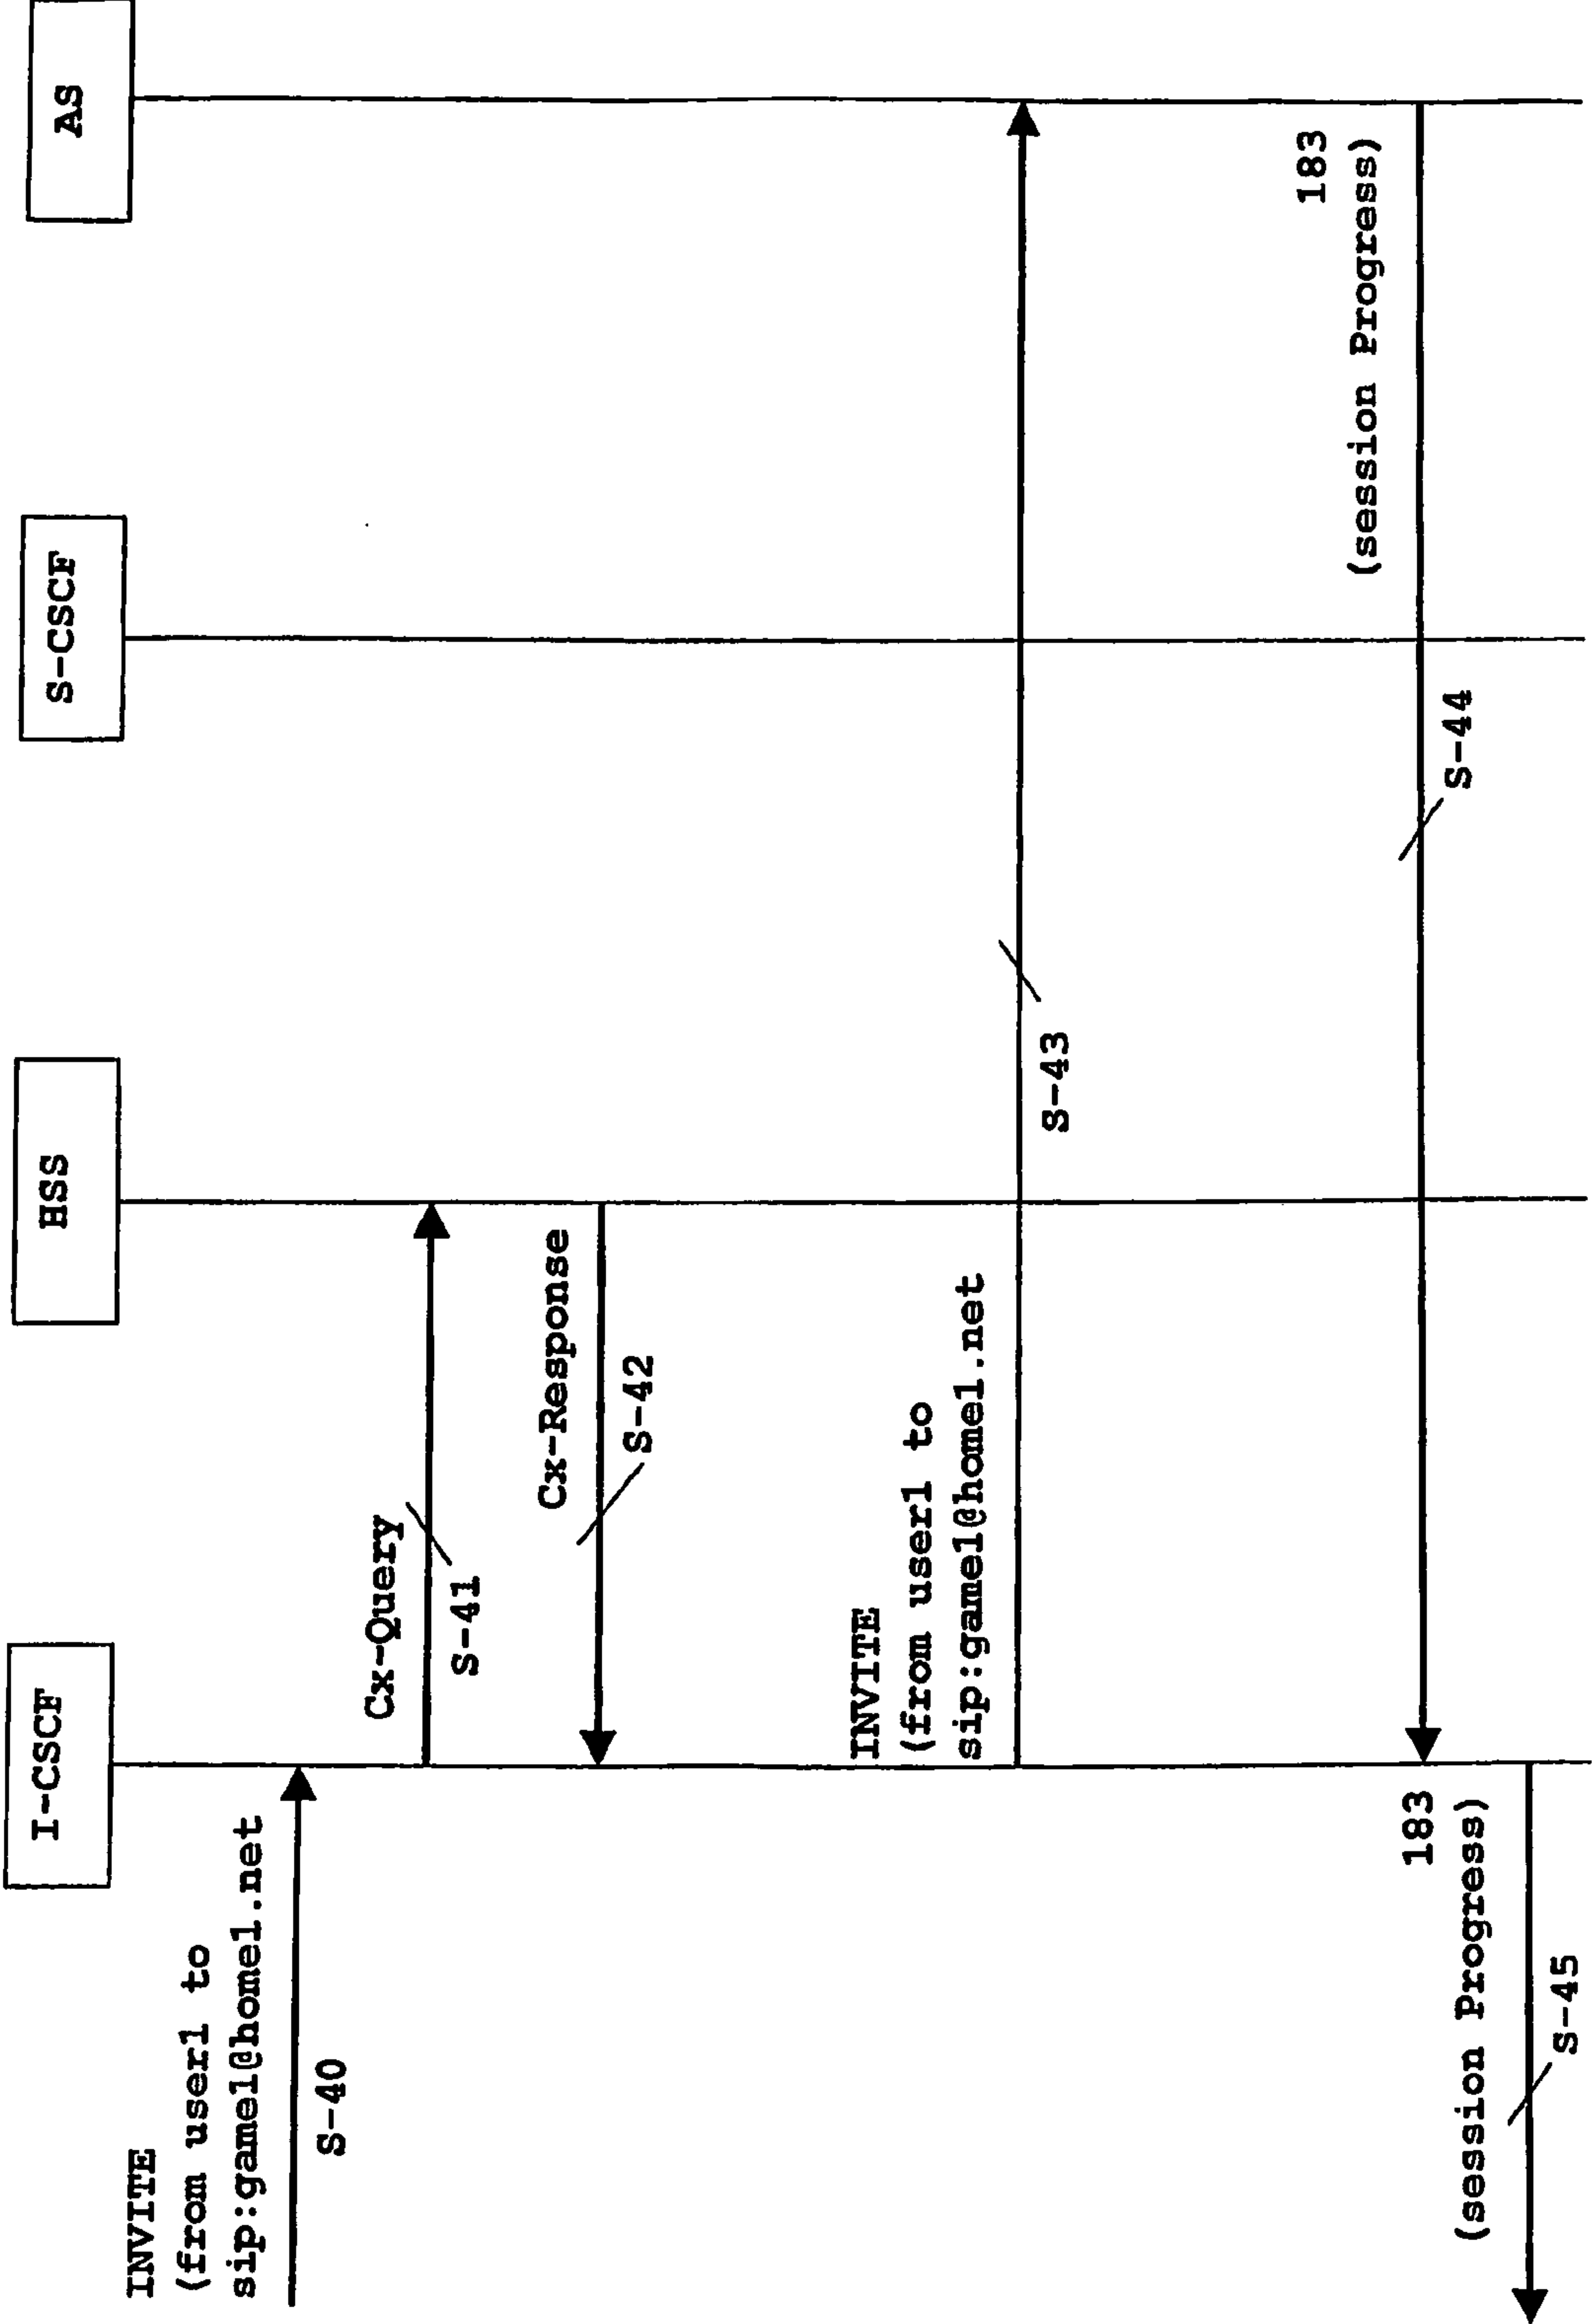 I-CSCF
HSS
S-CSCF
AS
INVITE
(from user1 to
sip:game1@home1.net
S-40
Cx-Query
S-41
Cx-Response
S-42
INVITE
(from user1 to
sip:game1@home1.net
S-43
183
(session Progress)
S-44
183
(session Progress)
S-45